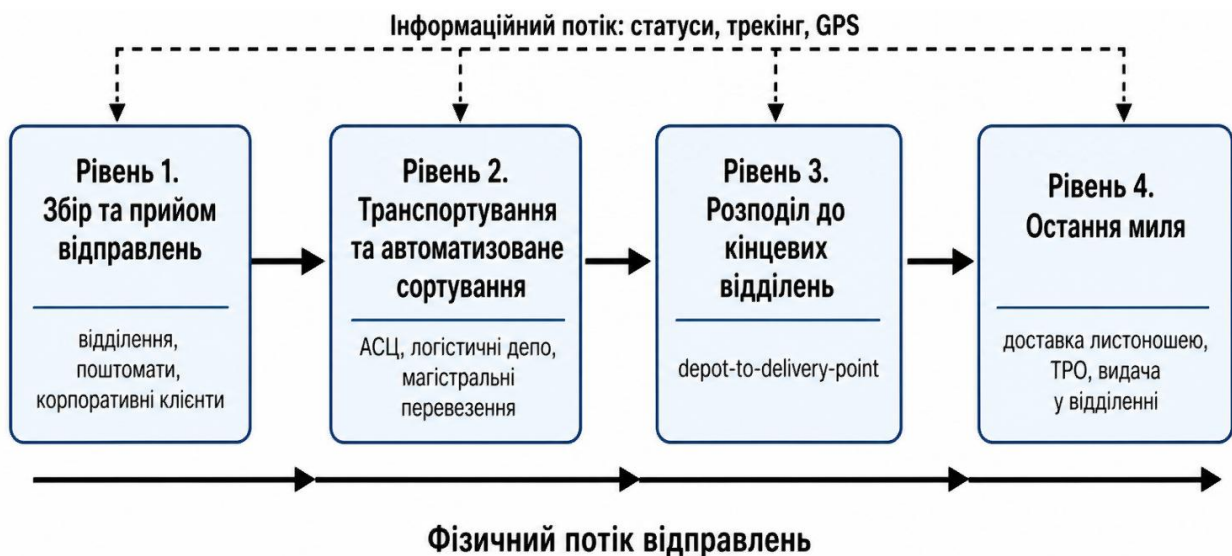 Інформаційний потік: статуси, трекінг, GPS
Рівень 1.
Збір та прийом
відправлень
відділення,
поштомати,
корпоративні клієнти
Рівень 2.
Транспортування
та автоматизоване
сортування
АСЦ, логістичні депо,
магістральні
перевезення
Рівень 3.
Розподіл до
кінцевих
відділень
depot-to-delivery-point
Рівень 4.
Остання миля
доставка листоношею,
ТРО, видача
у відділенні
Фізичний потік відправлень